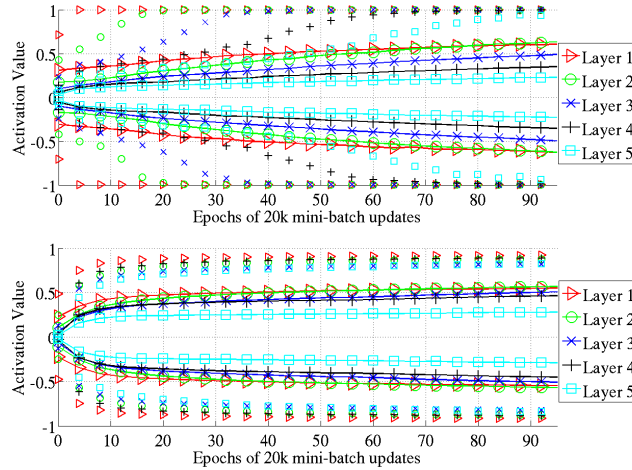 1
0.5
0
-0.5
-1
Activation Value
0 10 20 30 40 50 60 70 80 90
Epochs of 20k mini-batch updates
Layer 1
Layer 2
Layer 3
Layer 4
Layer 5
1
0.5
0
-0.5
-1
Activation Value
0 10 20 30 40 50 60 70 80 90
Epochs of 20k mini-batch updates
Layer 1
Layer 2
Layer 3
Layer 4
Layer 5